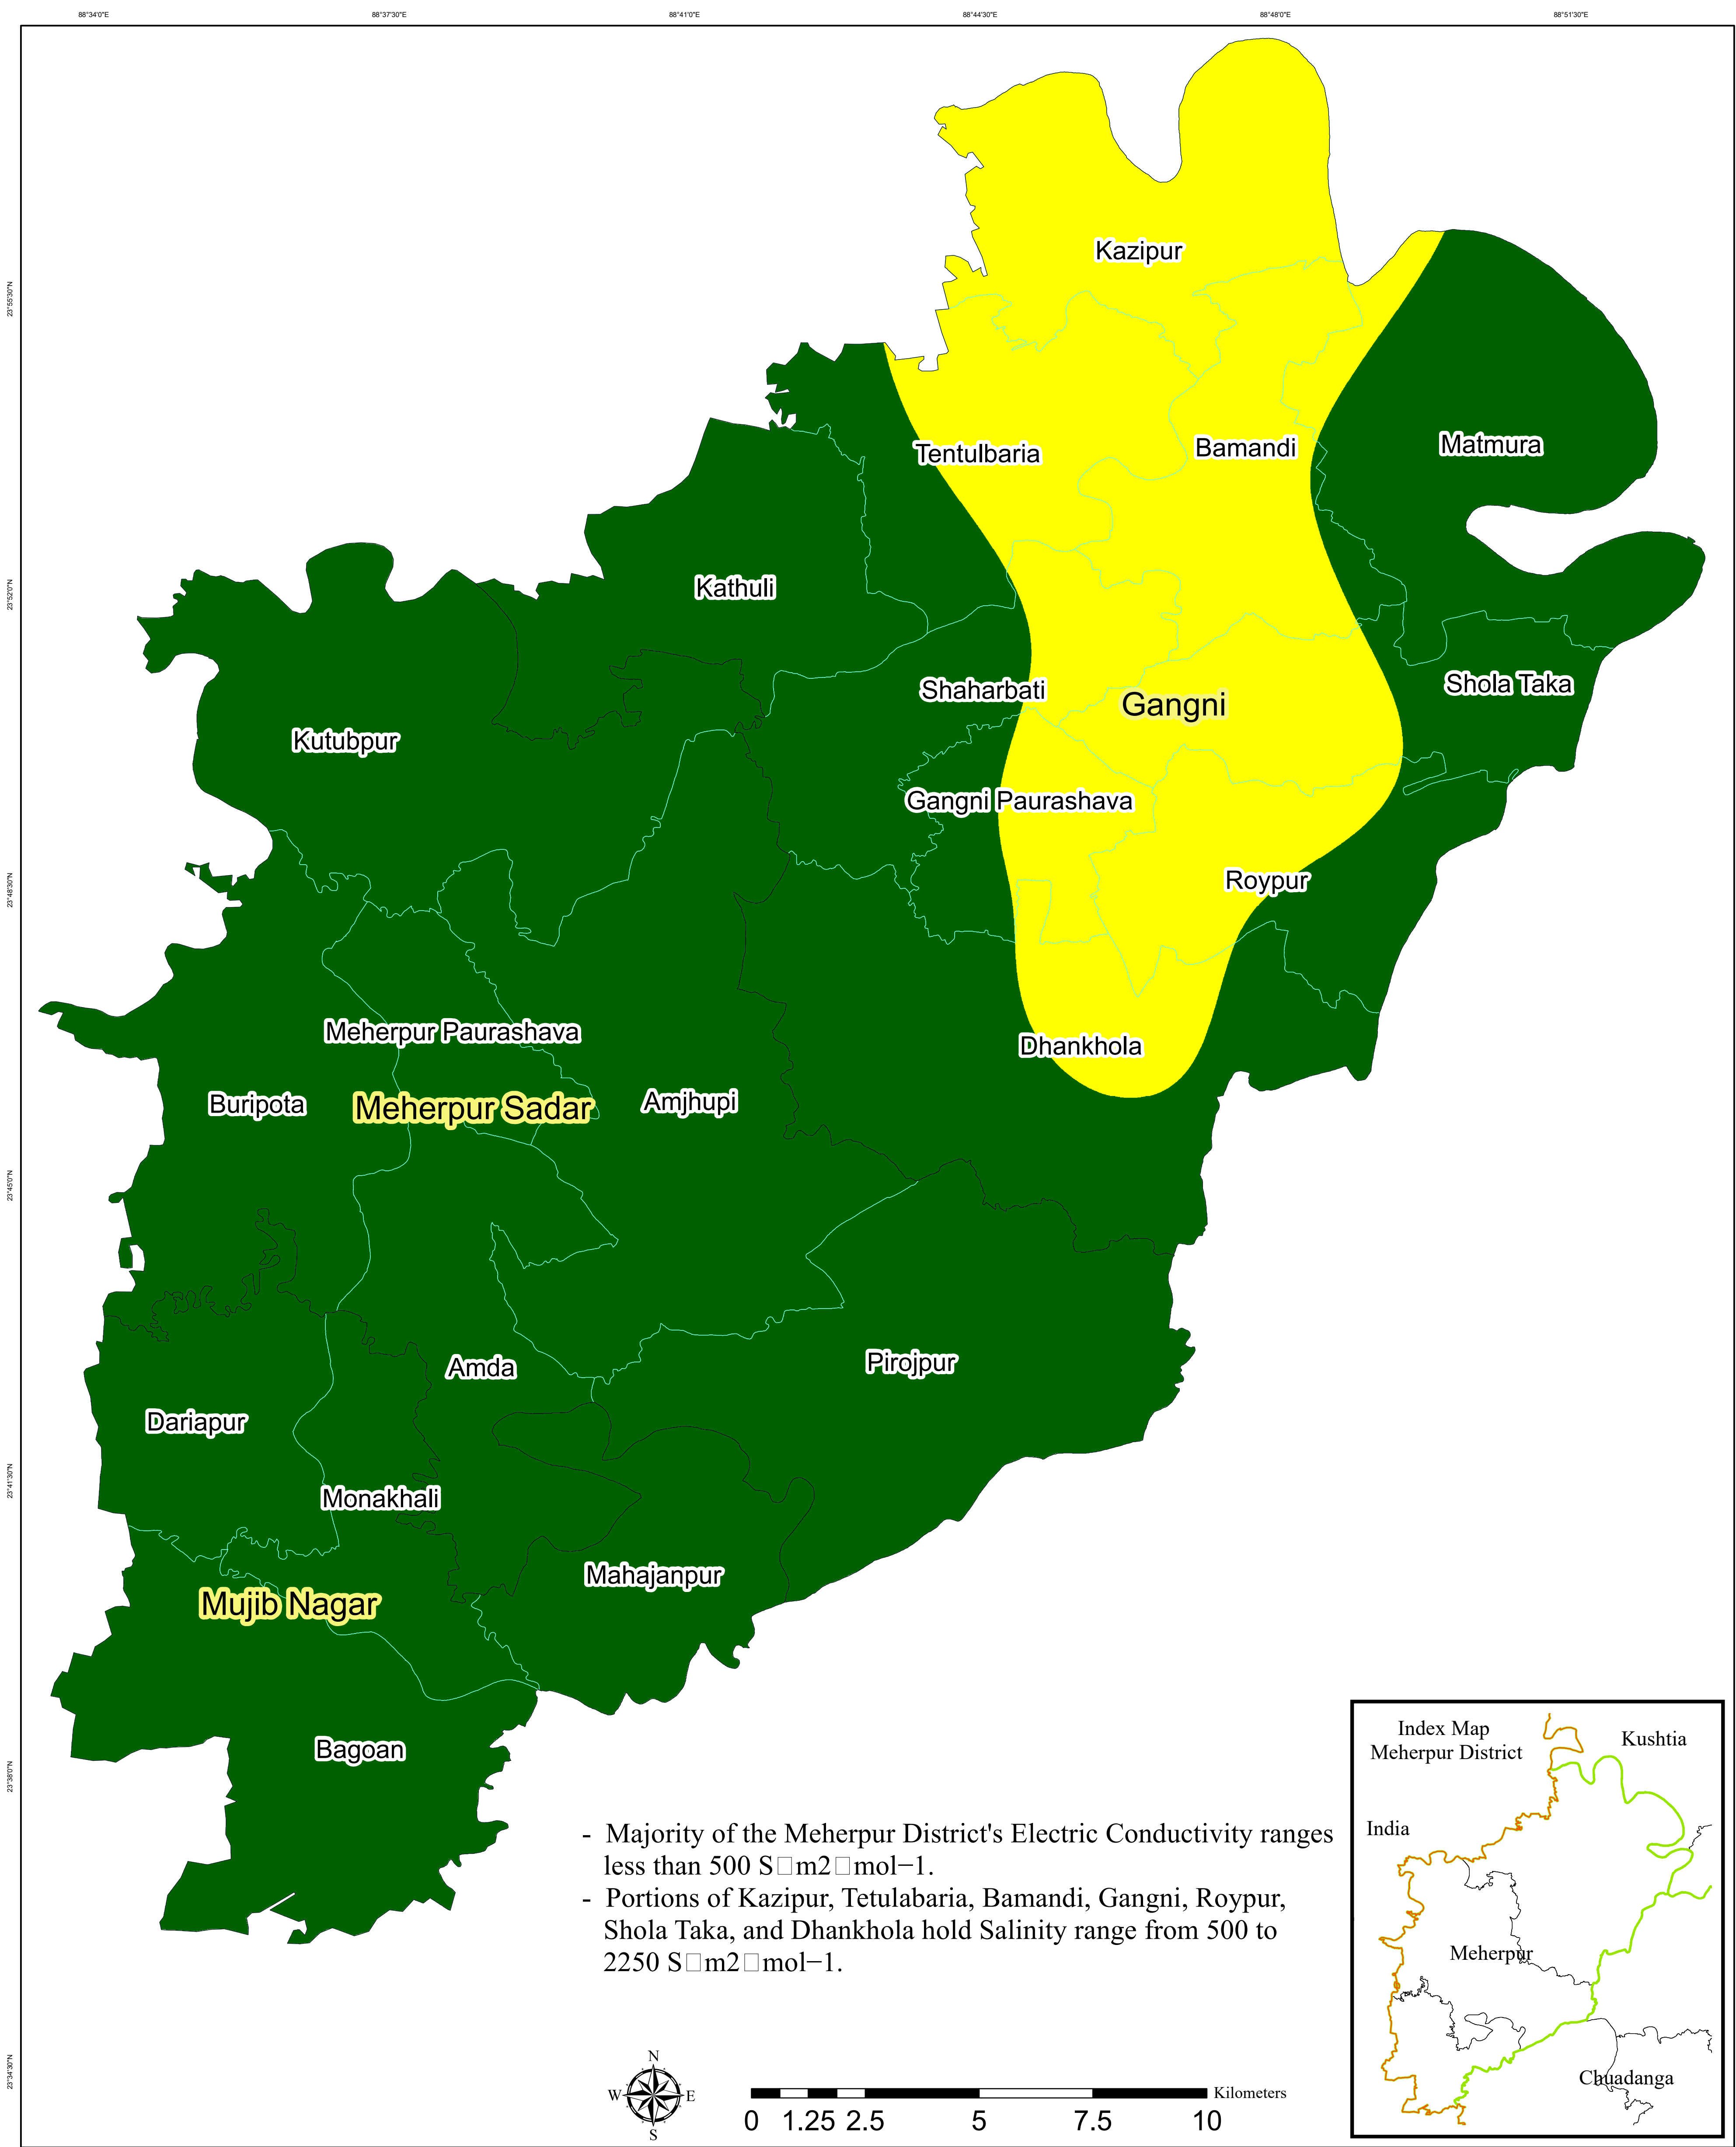 88°34'0"E 88°37'30"E 88°41'0"E 88°44'30"E 88°48'0"E 88°51'30"E
Kazipur
23°55'30"N
Tentulbaria Bamandi Matmura
Kathuli
23°52'0"N
Shaharbati Gangni Shola Taka
Kutubpur
Gangni Paurashava
Roypur
23°48'30"N
Meherpur Paurashava Dhankhola
Buripota Meherpur Sadar Amjhupi
23°45'0"N
Amda Pirojpur
Dariapur
23°41'30"N
Monakhali
Mahajanpur
Mujib Nagar
Bagoan
23°38'0"N
- Majority of the Meherpur District's Electric Conductivity ranges
less than 500 S□m2□mol−1.
- Portions of Kazipur, Tetulabaria, Bamandi, Gangni, Roypur,
Shola Taka, and Dhankhola hold Salinity range from 500 to
2250 S□m2□mol−1.
Index Map
Meherpur District
Kushtia
India
Meherpur
Chuadanga
23°34'30"N
N
W E
S
Kilometers
0 1.25 2.5 5 7.5 10